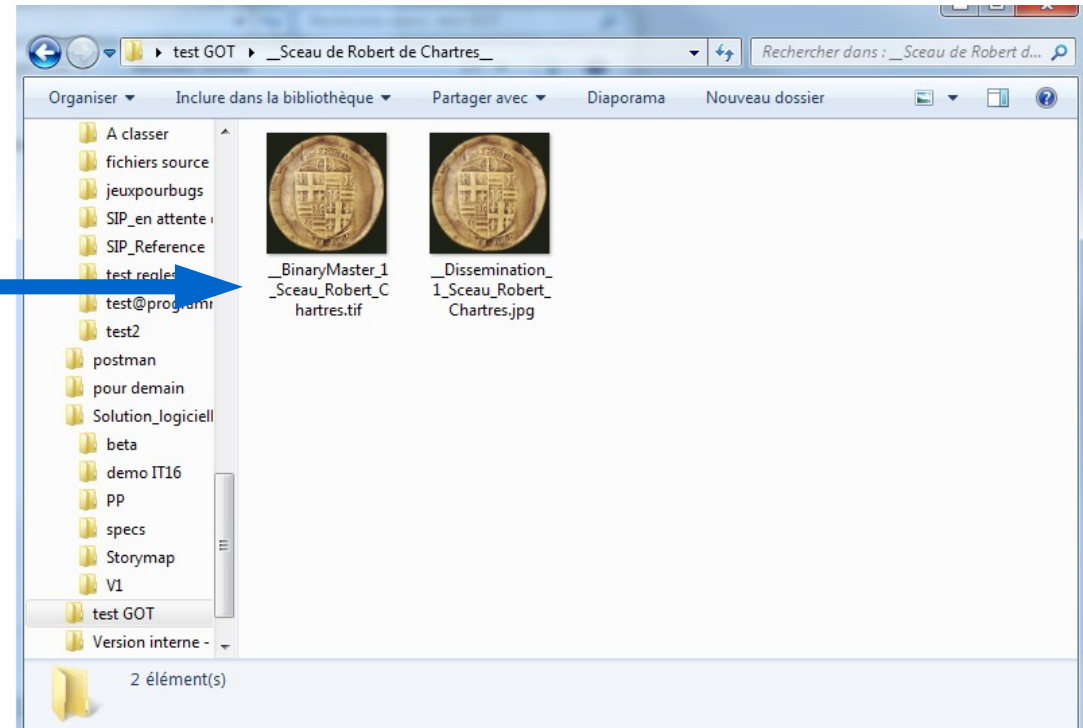 test GOT ▸ __Sceau de Robert de Chartres__
Rechercher dans : __Sceau de Robert d...
Organiser
Inclure dans la bibliothèque
Partager avec
Diaporama
Nouveau dossier
A classer
fichiers source
jeuxpourbugs
SIP_en attente
SIP_Reference
test regles
test@programm
test2
postman
pour demain
Solution_logiciell
beta
demo IT16
PP
specs
Storymap
V1
test GOT
Version interne -
__BinaryMaster_1
_Sceau_Robert_C
hartres.tif
__Dissemination_
1_Sceau_Robert_
Chartres.jpg
2 élément(s)